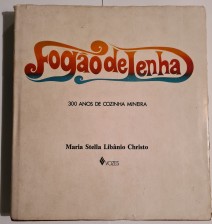 Fogão de Lenha
300 ANOS DE COZINHA MINEIRA
Maria Stella Libânio Christo
VOZES